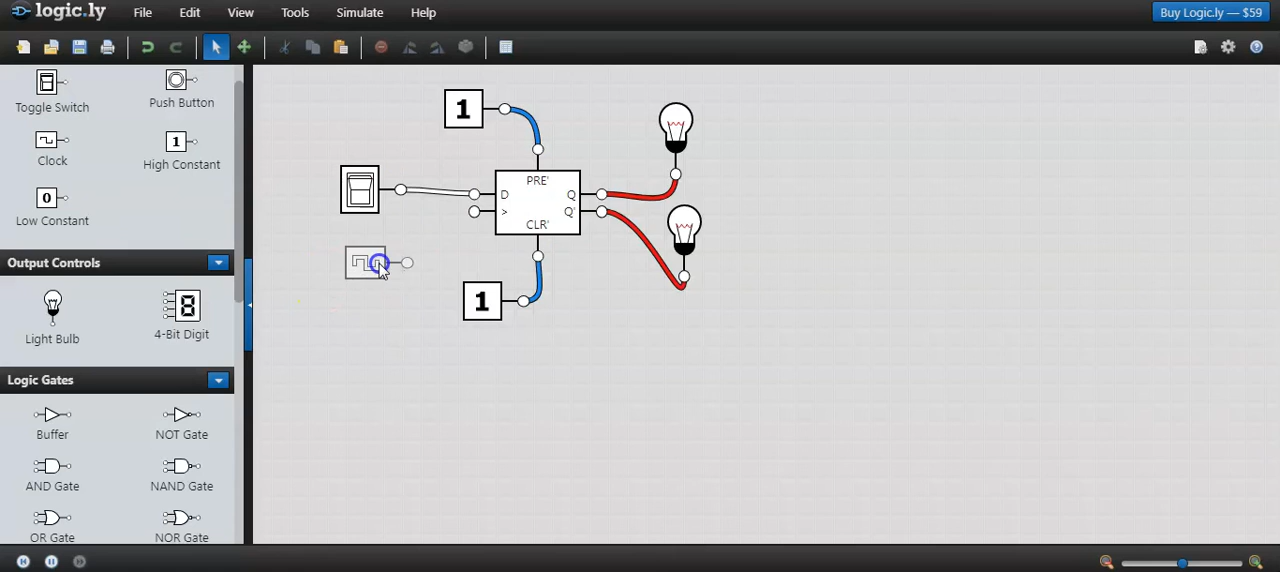 logic.ly
File Edit View Tools Simulate Help
Buy Logic.ly — $59
Toggle Switch
Push Button
Clock
1
High Constant
0
Low Constant
Output Controls
Light Bulb
8
4-Bit Digit
Logic Gates
Buffer
NOT Gate
AND Gate
NAND Gate
OR Gate
NOR Gate
1
PRE'
D
Q
>
Q'
CLR'
1